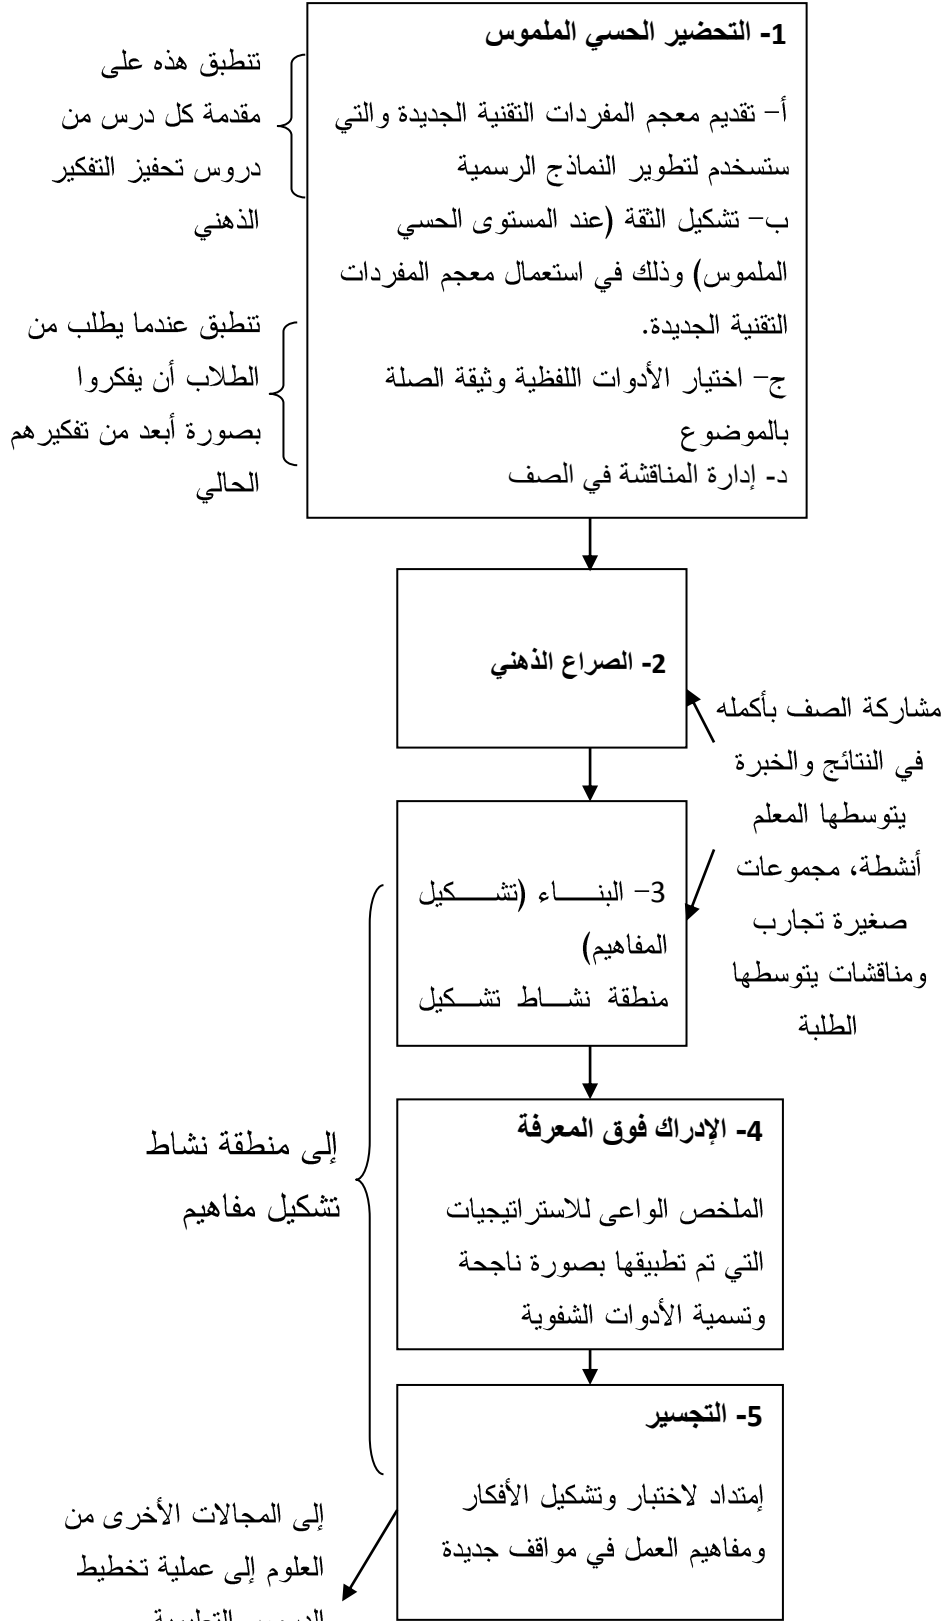 1- التحضير الحسي الملموس
أ- تقديم معجم المفردات التقنية الجديدة والتي
ستسخدم لتطوير النماذج الرسمية
ب- تشكيل الثقة (عند المستوى الحسي
الملموس) وذلك في استعمال معجم المفردات
التقنية الجديدة.
ج- اختيار الأدوات اللفظية وثيقة الصلة
بالموضوع
د- إدارة المناقشة في الصف
تنطبق هذه على
مقدمة كل درس من
دروس تحفيز التفكير
الذهني
تنطبق عندما يطلب من
الطلاب أن يفكروا
بصورة أبعد من تفكيرهم
الحالي
2- الصراع الذهني
مشاركة الصف بأكمله
في النتائج والخبرة
يتوسطها المعلم
أنشطة، مجموعات
صغيرة تجارب
ومناقشات يتوسطها
الطلبة
3- البنـــاء (تشـــكيل
المفاهيم)
منطقة نشـــاط تشـــكيل
4- الإدراك فوق المعرفة
الملخص الواعى للاستراتيجيات
التي تم تطبيقها بصورة ناجحة
وتسمية الأدوات الشفوية
إلى منطقة نشاط
تشكيل مفاهيم
5- التجسير
إمتداد لاختبار وتشكيل الأفكار
ومفاهيم العمل في مواقف جديدة
إلى المجالات الأخرى من
العلوم إلى عملية تخطيط